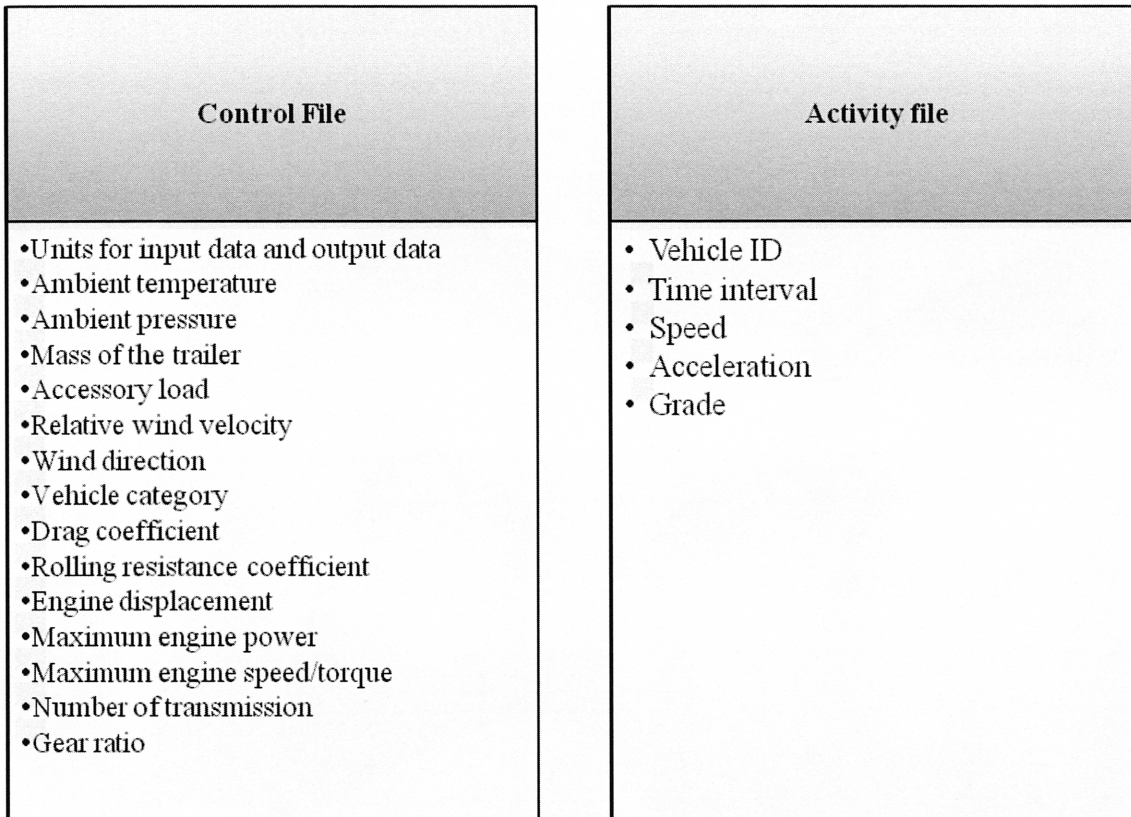 Control File
•Units for input data and output data
•Ambient temperature
•Ambient pressure
•Mass of the trailer
•Accessory load
•Relative wind velocity
•Wind direction
•Vehicle category
•Drag coefficient
•Rolling resistance coefficient
•Engine displacement
•Maximum engine power
•Maximum engine speed/torque
•Number of transmission
•Gear ratio
Activity file
• Vehicle ID
• Time interval
• Speed
• Acceleration
• Grade